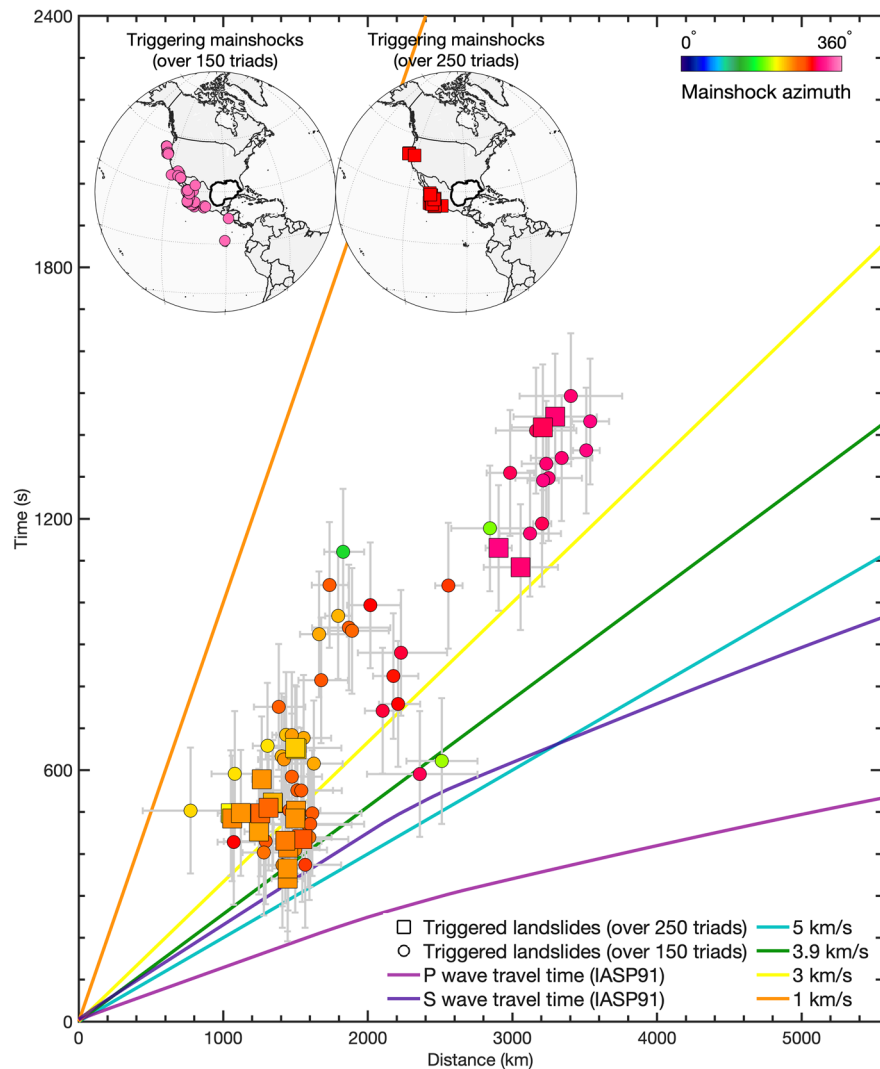 Triggering mainshocks
(over 150 triads)
Triggering mainshocks
(over 250 triads)
0° 360°
Mainshock azimuth
2400
1800
1200
600
0
Time (s)
Triggered landslides (over 250 triads)
Triggered landslides (over 150 triads)
P wave travel time (IASP91)
S wave travel time (IASP91)
5 km/s
3.9 km/s
3 km/s
1 km/s
0 1000 2000 3000 4000 5000
Distance (km)